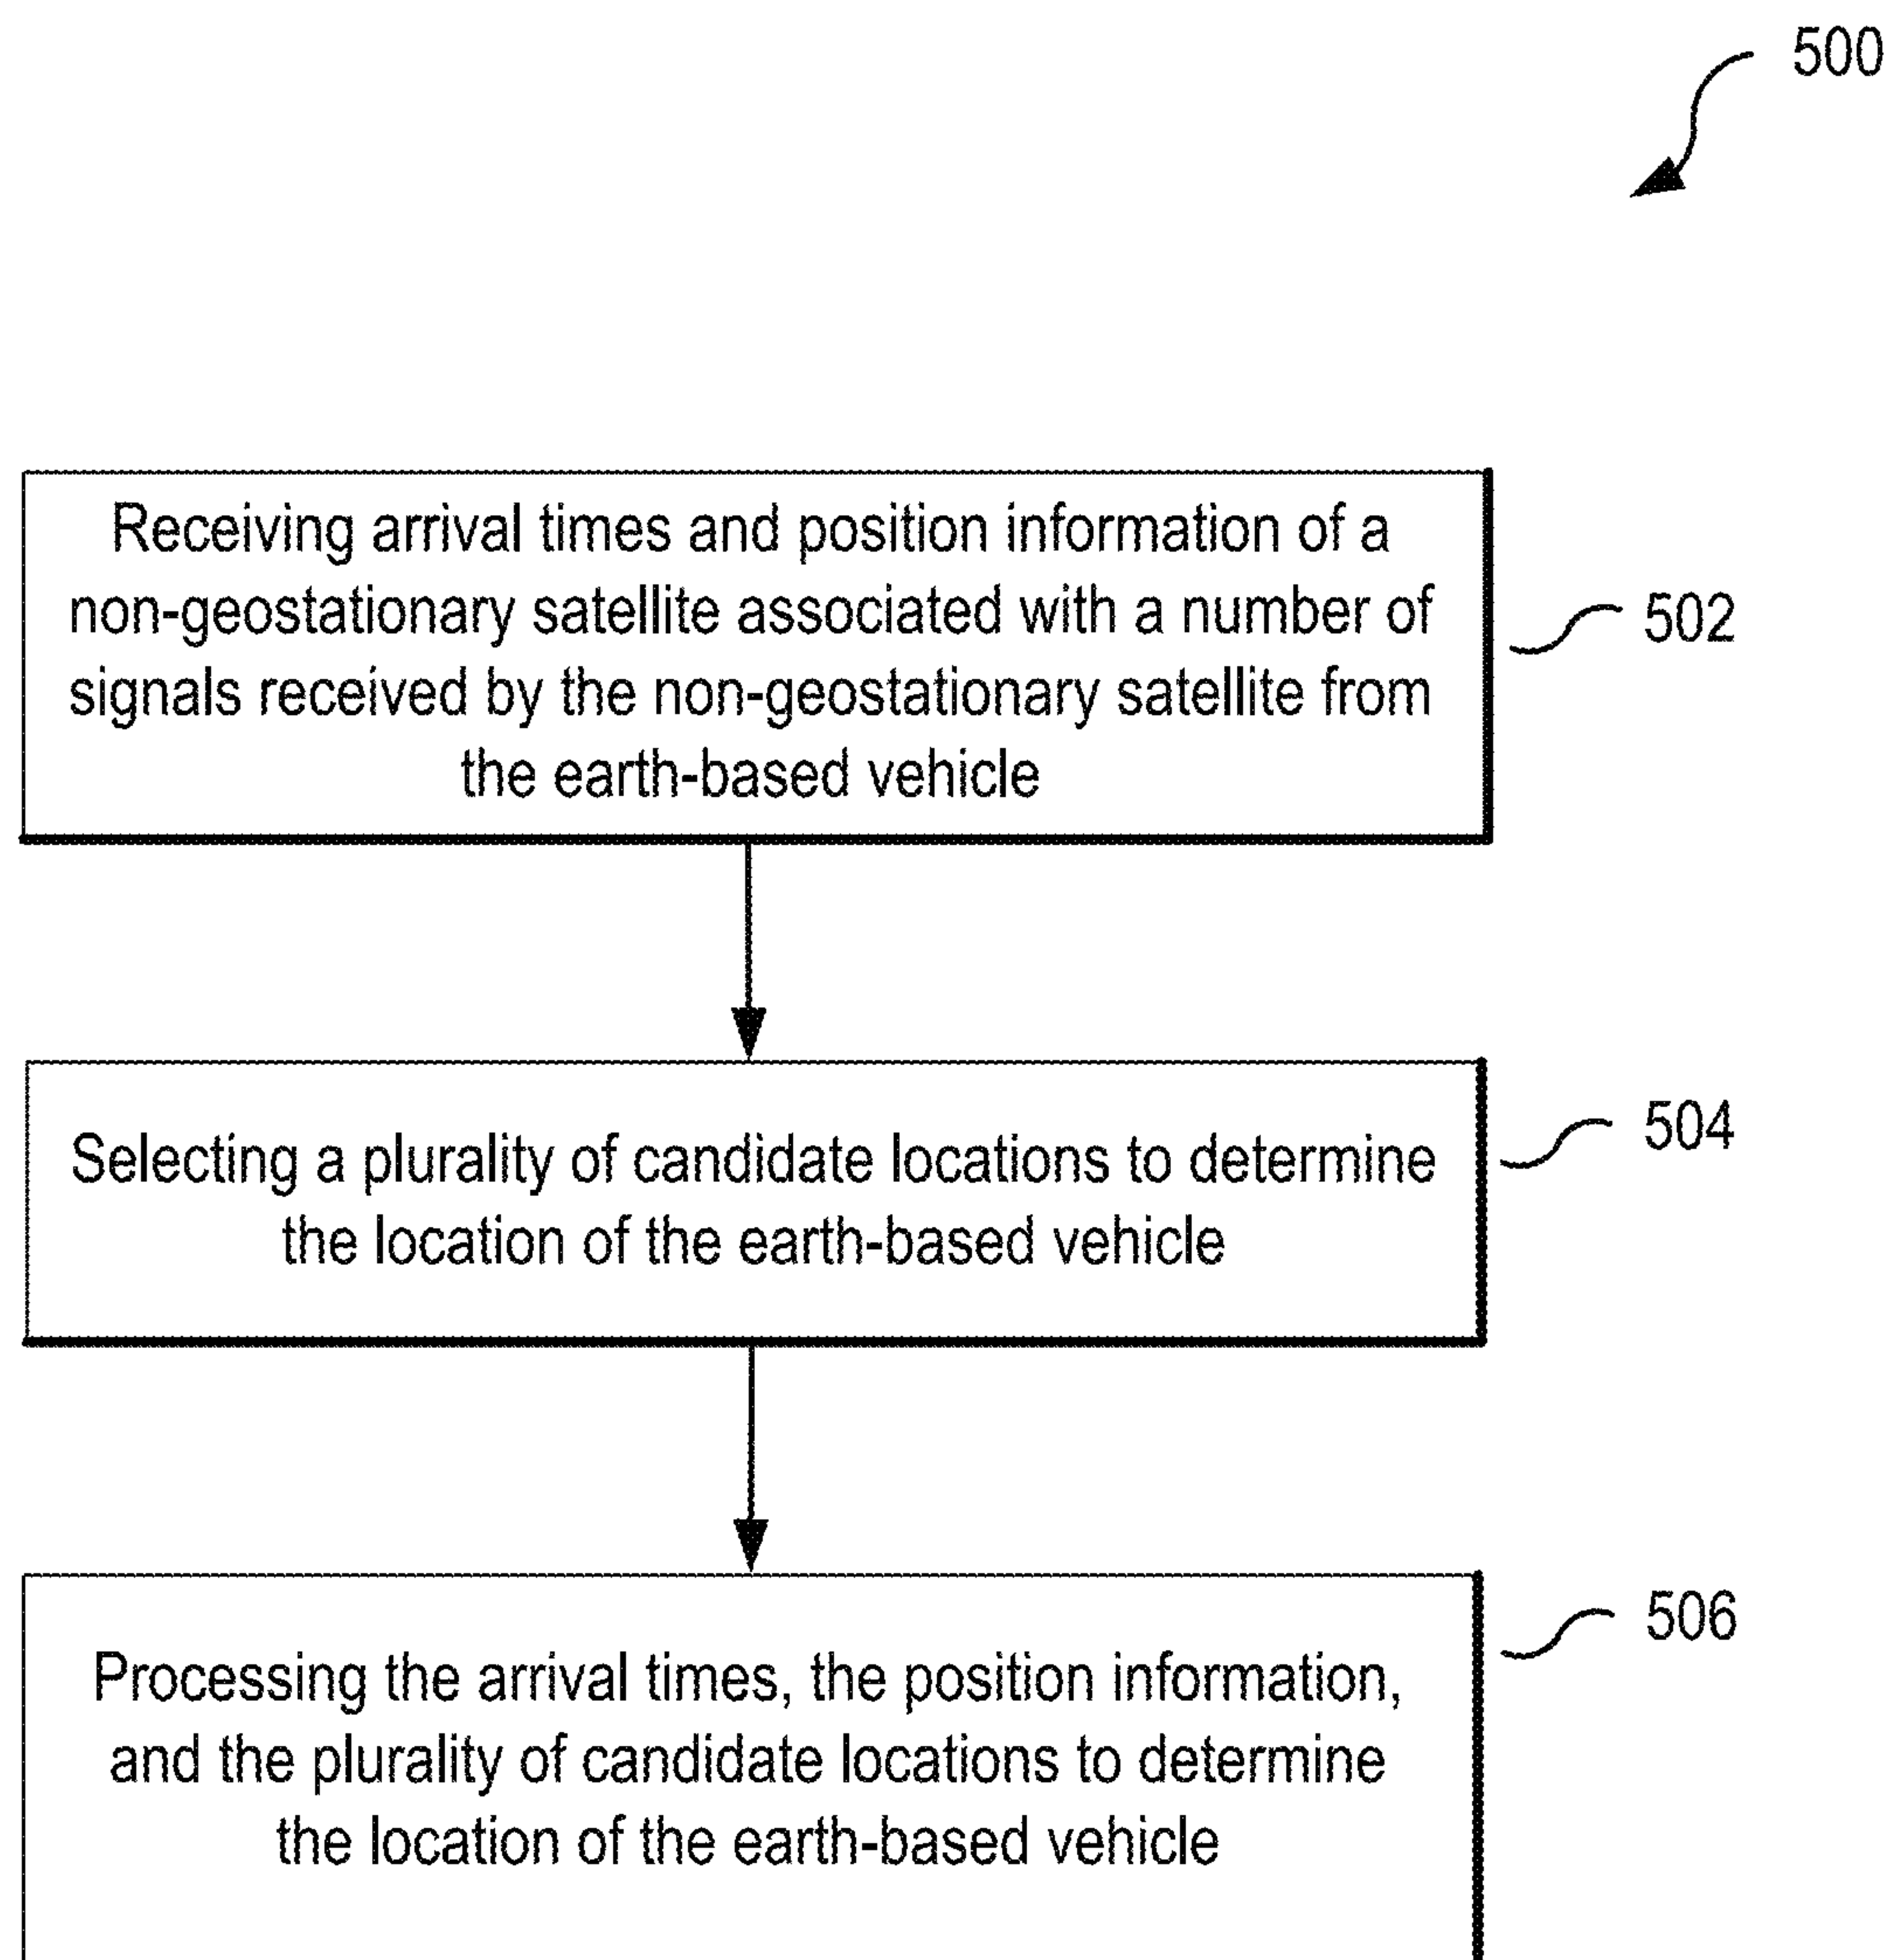 500
Receiving arrival times and position information of a
non-geostationary satellite associated with a number of
signals received by the non-geostationary satellite from
the earth-based vehicle
502
Selecting a plurality of candidate locations to determine
the location of the earth-based vehicle
504
Processing the arrival times, the position information,
and the plurality of candidate locations to determine
the location of the earth-based vehicle
506